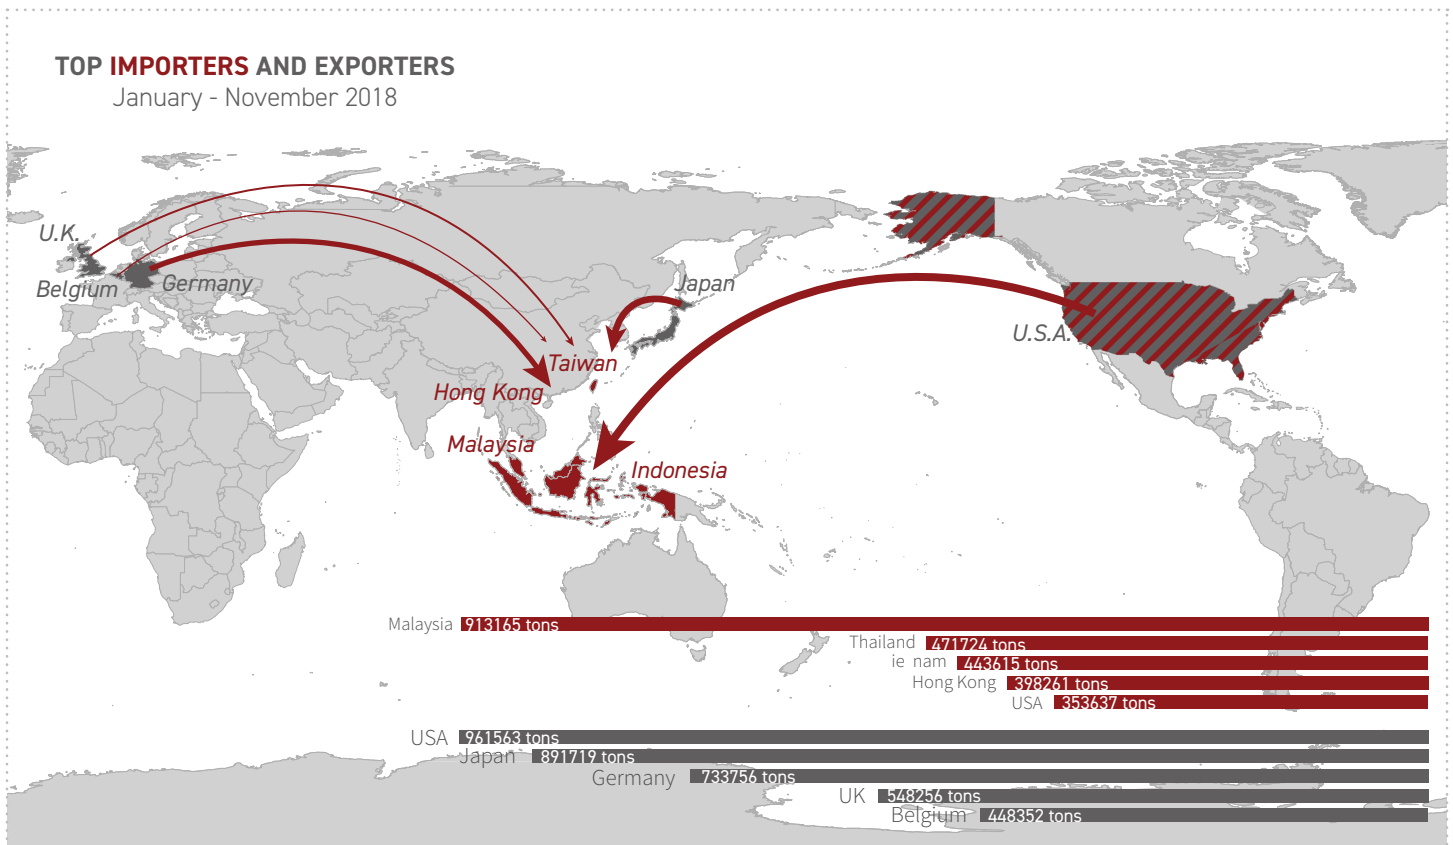 TOP IMPORTERS AND EXPORTERS
January - November 2018
U.K.
Belgium
Germany
Japan
U.S.A.
Taiwan
Hong Kong
Malaysia
Indonesia
Malaysia 913165 tons
Thailand 471724 tons
ie nam 443615 tons
Hong Kong 398261 tons
USA 353637 tons
USA 961563 tons
Japan 891719 tons
Germany 733756 tons
UK 548256 tons
Belgium 448352 tons